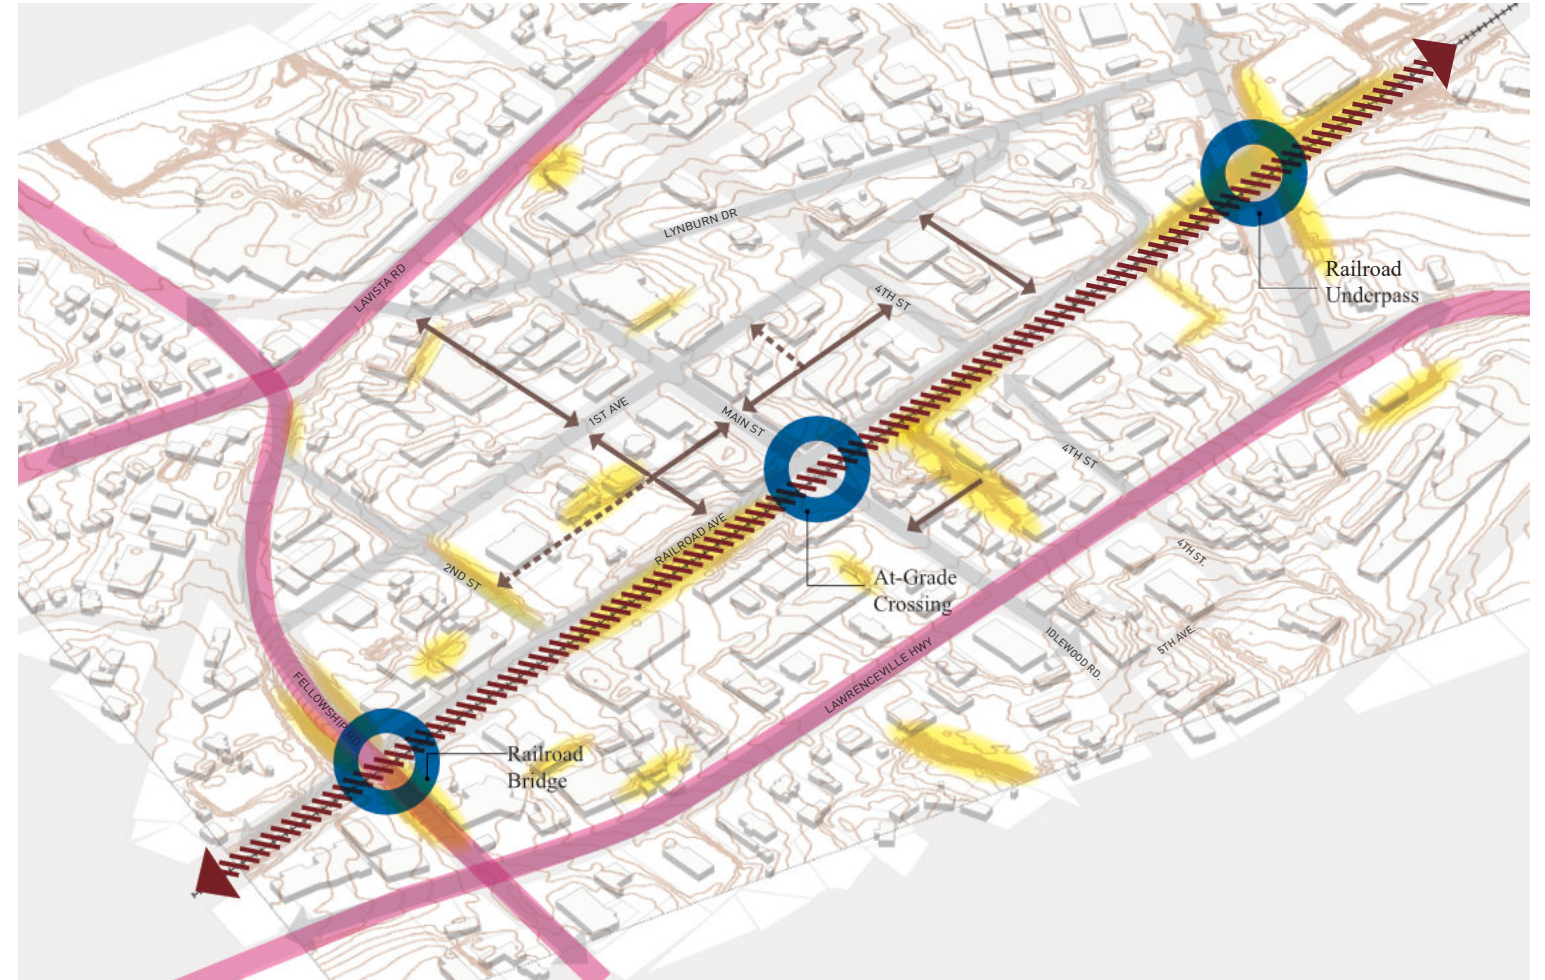 LYNBURN DR
LAVISTA RD
4TH ST
Railroad
Underpass
1ST AVE
MAIN ST
4TH ST
RAILROAD AVE
4TH ST.
2ND ST
At-Grade
Crossing
IDLEWOOD RD.
5TH AVE.
LAWRENCEVILLE HWY
FELLOWSHIP RD
Railroad
Bridge